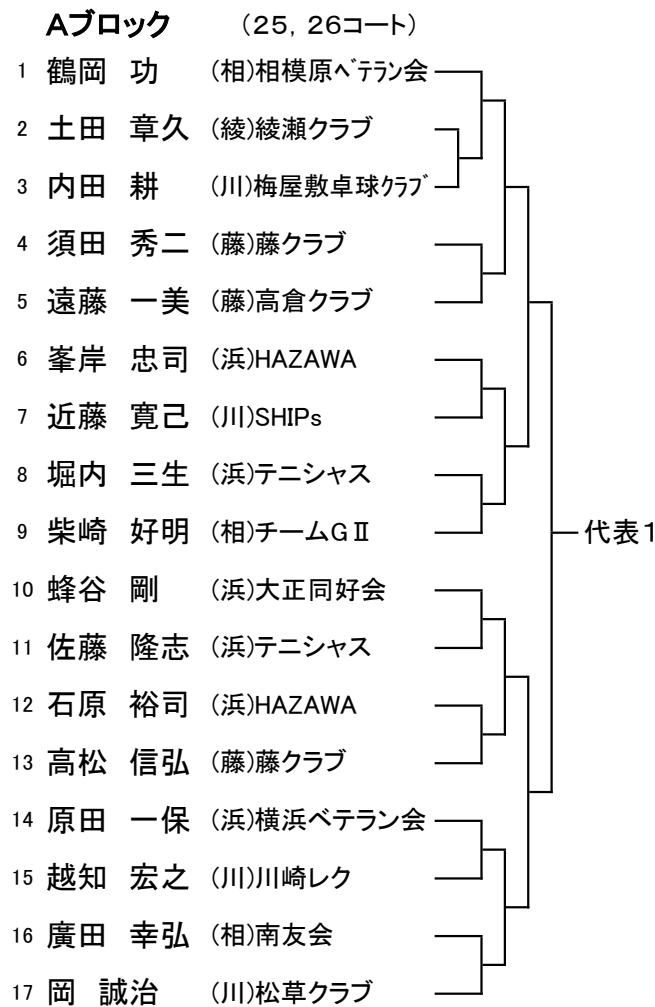 Aブロック (25, 26コート)
1 鶴岡 功 (相)相模原ベテラン会
2 土田 章久 (綾)綾瀬クラブ
3 内田 耕 (川)梅屋敷卓球クラブ
4 須田 秀二 (藤)藤クラブ
5 遠藤 一美 (藤)高倉クラブ
6 峯岸 忠司 (浜)HAZAWA
7 近藤 寛己 (川)SHIPs
8 堀内 三生 (浜)テニシャス
9 柴崎 好明 (相)チームGⅡ
代表1
10 蜂谷 剛 (浜)大正同好会
11 佐藤 隆志 (浜)テニシャス
12 石原 裕司 (浜)HAZAWA
13 高松 信弘 (藤)藤クラブ
14 原田 一保 (浜)横浜ベテラン会
15 越知 宏之 (川)川崎レク
16 廣田 幸弘 (相)南友会
17 岡 誠治 (川)松草クラブ